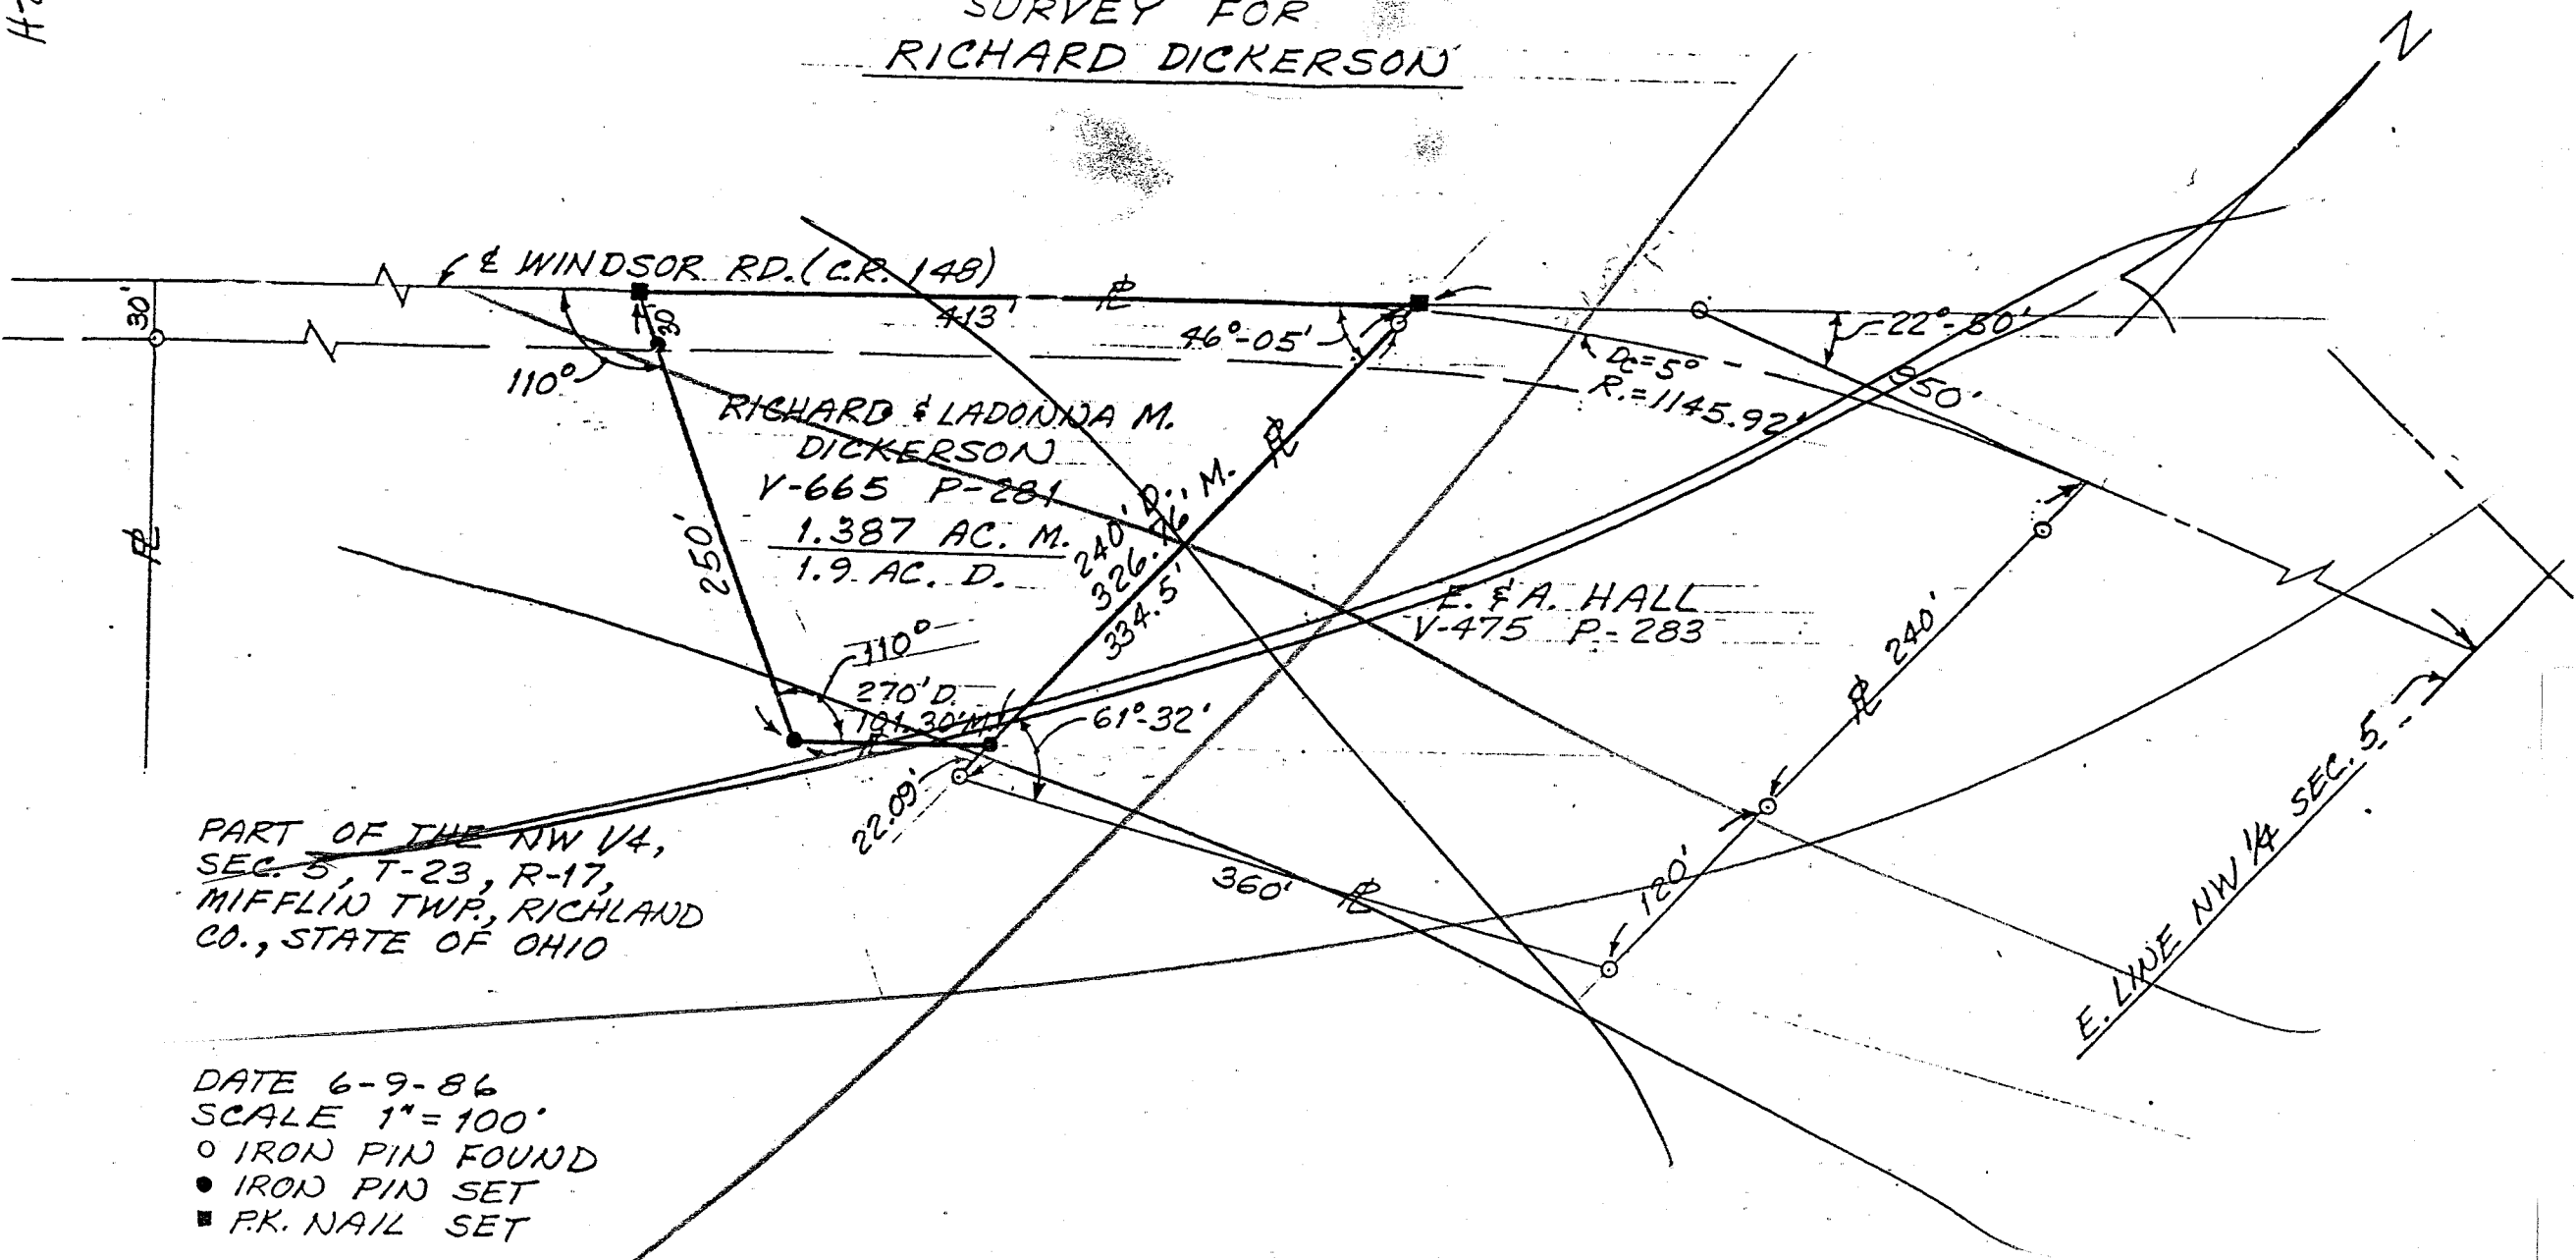 SURVEY FOR
RICHARD DICKERSON
N
30'
℄ WINDSOR RD. (C.R. 148)
30'
413'
℄
110°
46°-05'
22°-50'
Dc=5°
R.=1145.92'
950'
RICHARD & LADONNA M.
DICKERSON
V-665 P-281
1.387 AC. M.
1.9 AC. D.
250'
240' D.
326.76' M.
334.5'
110°
270' D.
101.30' M.
61°-32'
22.09'
E. & A. HALL
V-475 P-283
240'
120'
360'
E. LINE NW 1/4 SEC. 5
PART OF THE NW 1/4,
SEC. 5, T-23, R-17,
MIFFLIN TWP., RICHLAND
CO., STATE OF OHIO
DATE 6-9-86
SCALE 1"=100'
○ IRON PIN FOUND
● IRON PIN SET
■ P.K. NAIL SET